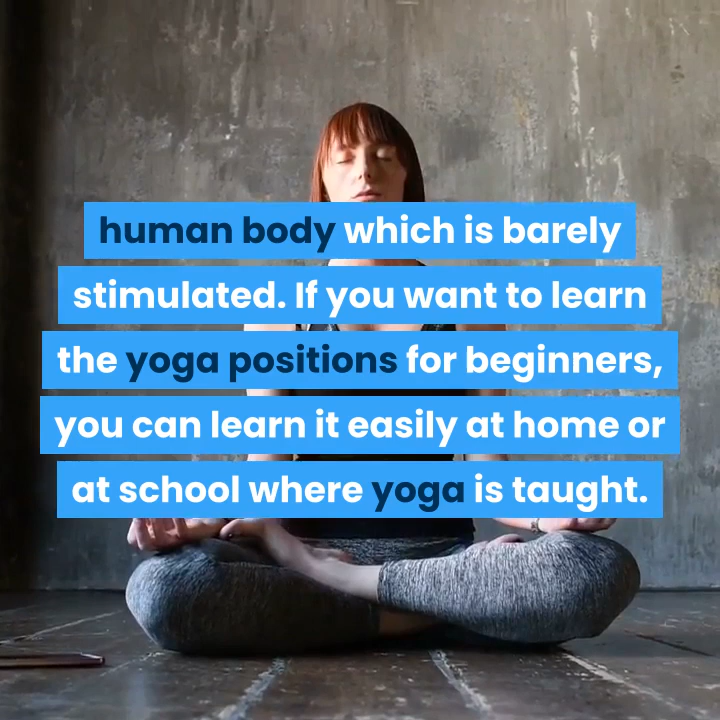 human body which is barely
stimulated. If you want to learn
the yoga positions for beginners,
you can learn it easily at home or
at school where yoga is taught.